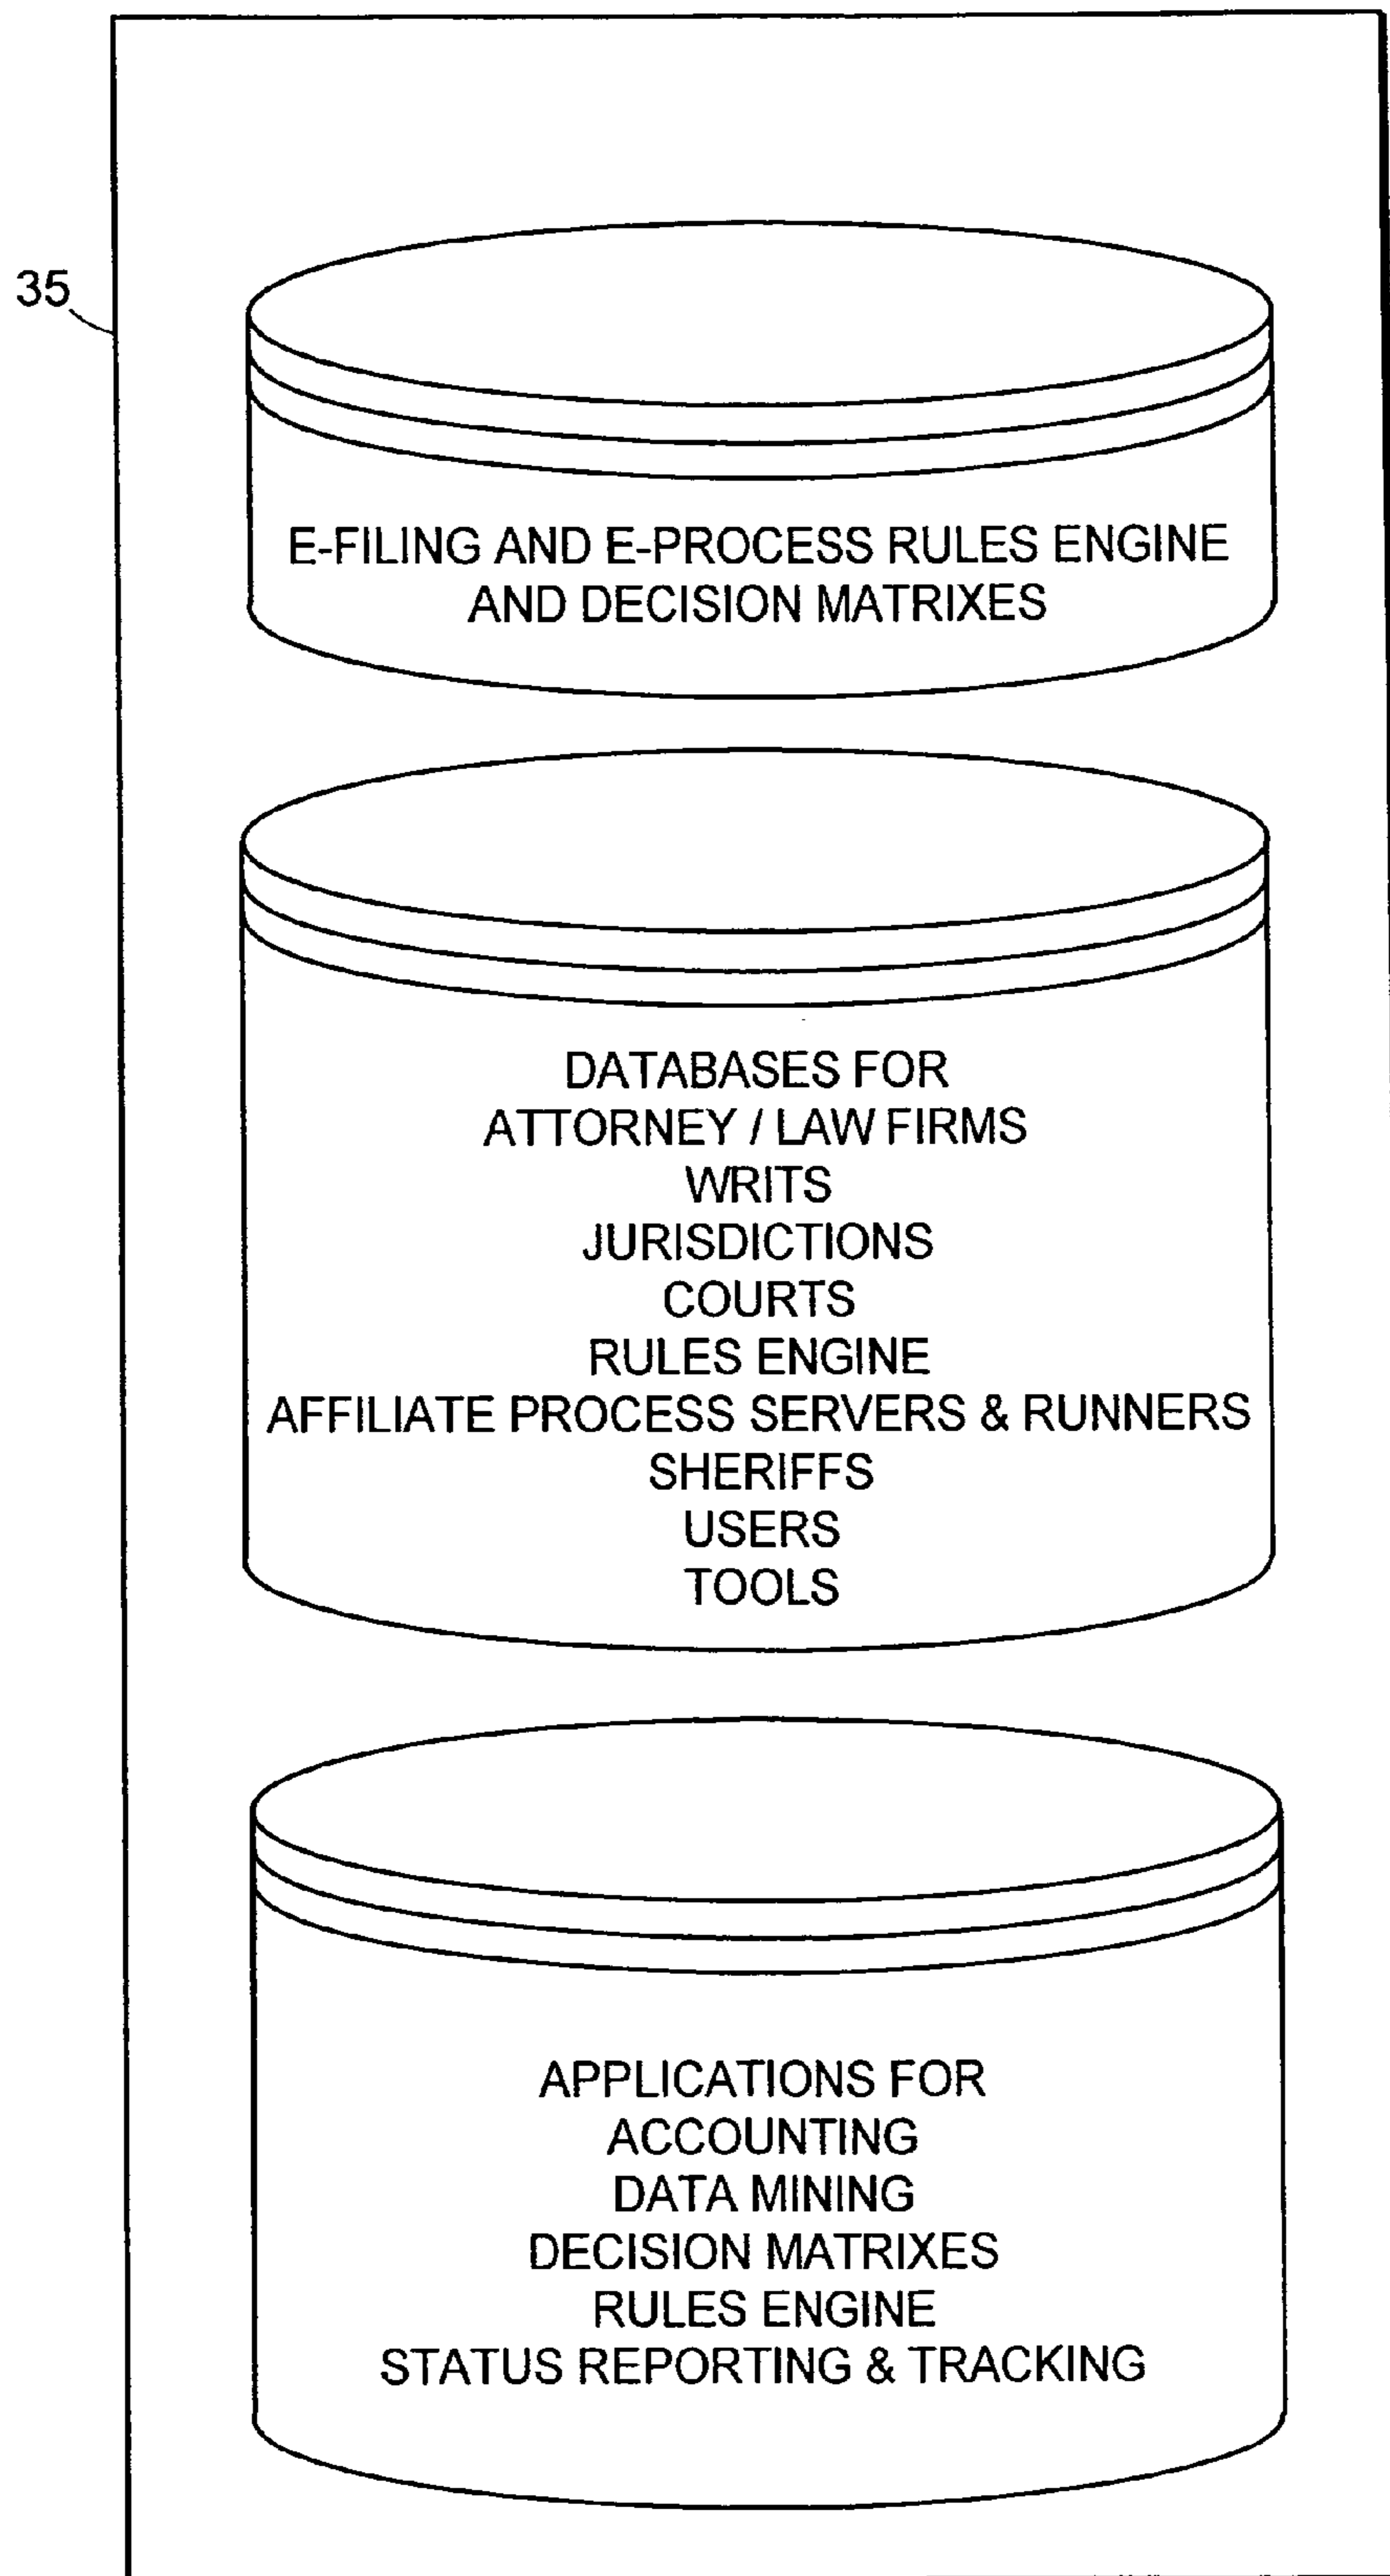 35
E-FILING AND E-PROCESS RULES ENGINE
AND DECISION MATRIXES
DATABASES FOR
ATTORNEY / LAW FIRMS
WRITS
JURISDICTIONS
COURTS
RULES ENGINE
AFFILIATE PROCESS SERVERS & RUNNERS
SHERIFFS
USERS
TOOLS
APPLICATIONS FOR
ACCOUNTING
DATA MINING
DECISION MATRIXES
RULES ENGINE
STATUS REPORTING & TRACKING